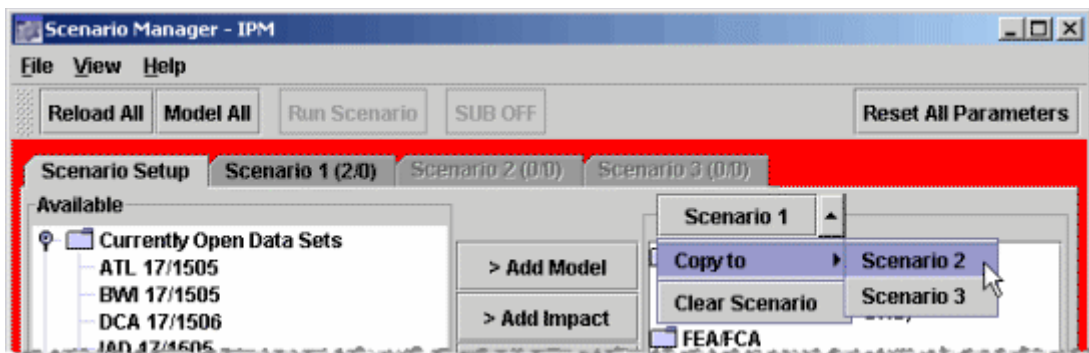 Scenario Manager - IPM
File View Help
Reload All Model All Run Scenario SUB OFF Reset All Parameters
Scenario Setup Scenario 1 (2/0) Scenario 2 (0/0) Scenario 3 (0/0)
Available Scenario 1
Currently Open Data Sets
ATL 17/1505 > Add Model Copy to Scenario 2
BWI 17/1505 Clear Scenario Scenario 3
DCA 17/1506 > Add Impact
IAD 17/1505 FEA/FCA